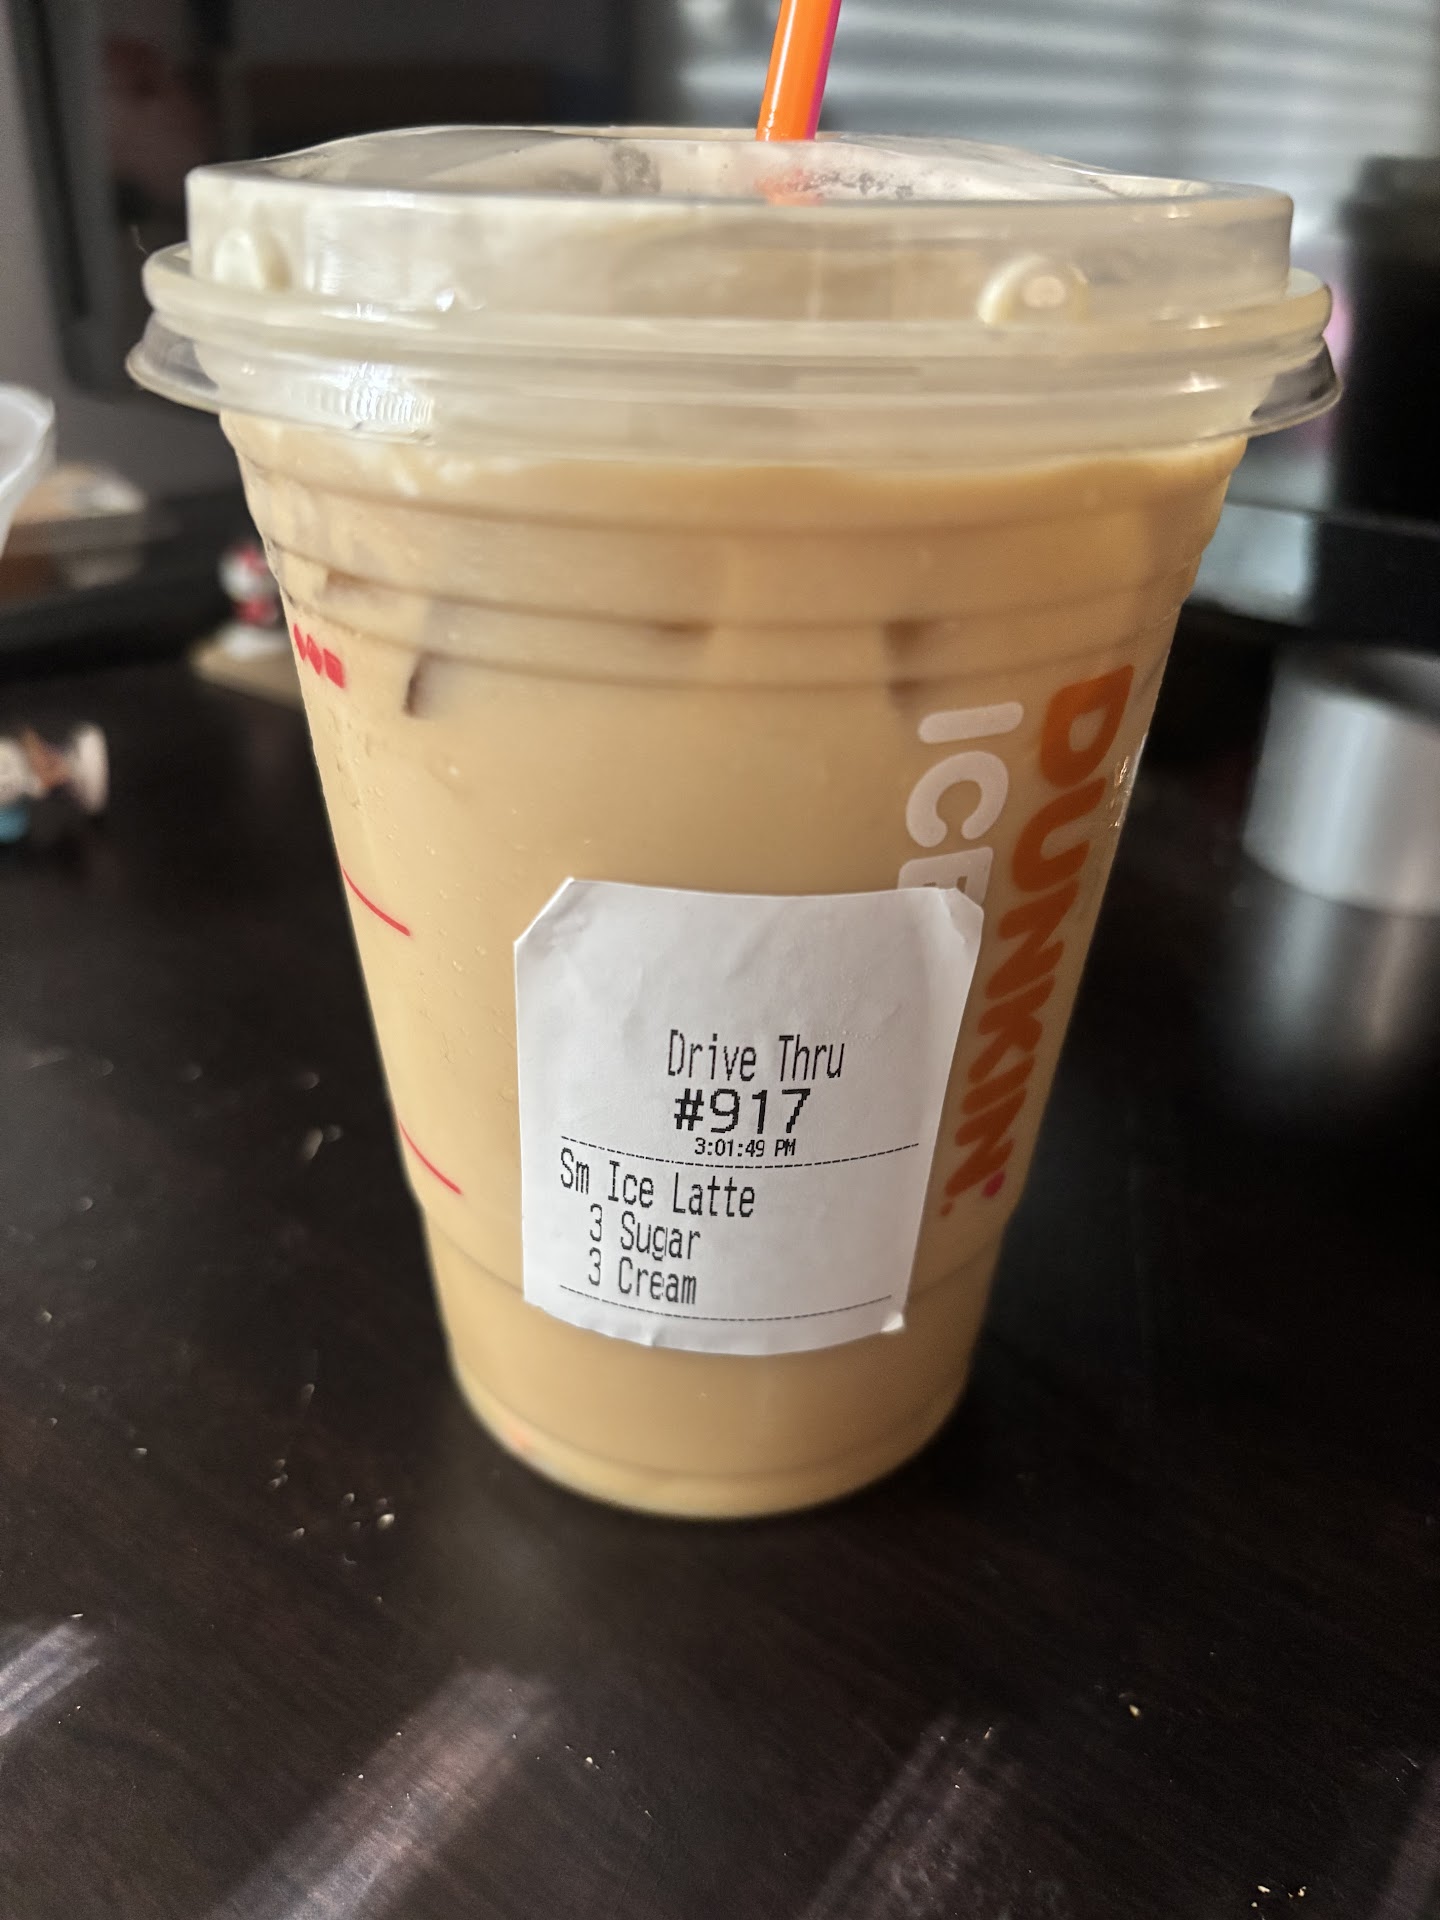 DUNKIN
ICE
Drive Thru
#917
3:01:49 PM
Sm Ice Latte
3 Sugar
3 Cream